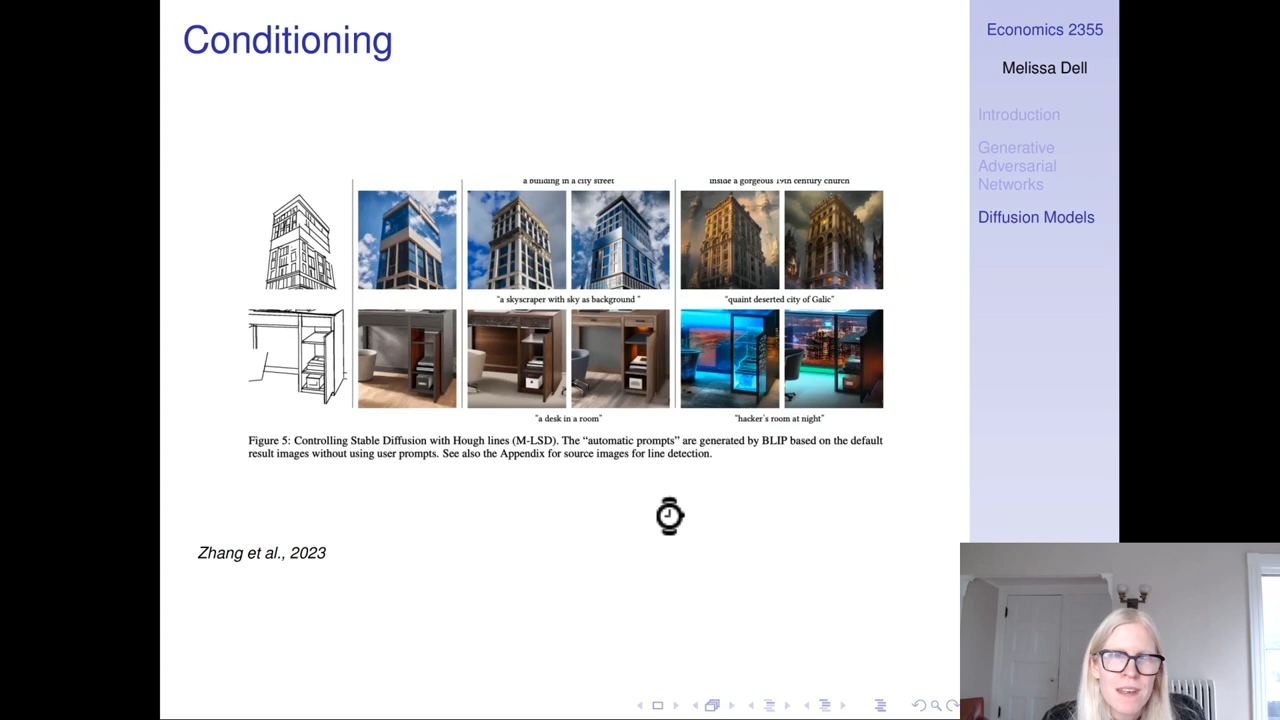 Conditioning
Economics 2355
Melissa Dell
Introduction
Generative
Adversarial
Networks
Diffusion Models
a building in a city street
inside a gorgeous 19th century church
"a skyscraper with sky as background "
"quaint deserted city of Galic"
"a desk in a room"
"hacker's room at night"
Figure 5: Controlling Stable Diffusion with Hough lines (M-LSD). The “automatic prompts” are generated by BLIP based on the default
result images without using user prompts. See also the Appendix for source images for line detection.
Zhang et al., 2023